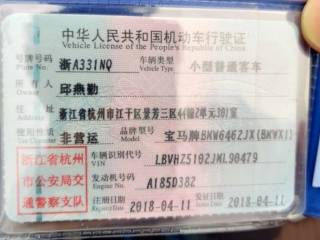 中华人民共和国机动车行驶证
Vehicle License of the People's Republic of China
号牌号码 浙A331NQ 车辆类型 小型普通客车
Plate No. Vehicle Type
所有人 邱燕勤
Owner
住址 浙江省杭州市江干区景芳三区44幢2单元301室
Address
使用性质 非营运 品牌型号 宝马牌BMW6462JX(BMWX1)
Use Character Model
浙江省杭州
市公安局交
通警察支队
车辆识别代号 LBVHZ5102JML90479
VIN
发动机号码 A185D382
Engine No.
注册日期 2018-04-11 发证日期 2018-04-11
Register Date Issue Date